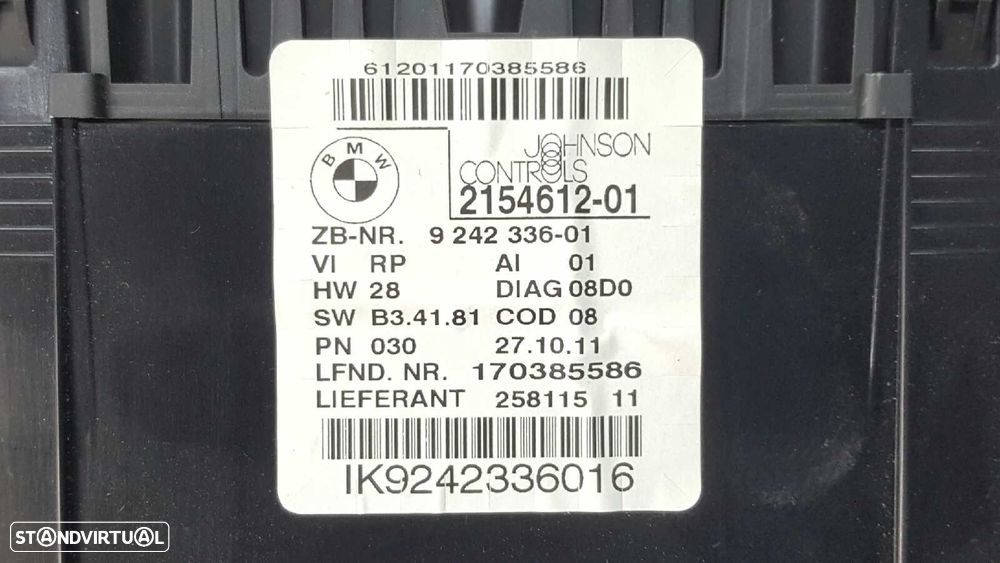 61201170385586
BMW
JOHNSON
CONTROLS
2154612-01
ZB-NR. 9 242 336-01
VI RP AI 01
HW 28 DIAG 08D0
SW B3.41.81 COD 08
PN 030 27.10.11
LFND. NR. 170385586
LIEFERANT 258115 11
IK9242336016
STANDVIRTUAL